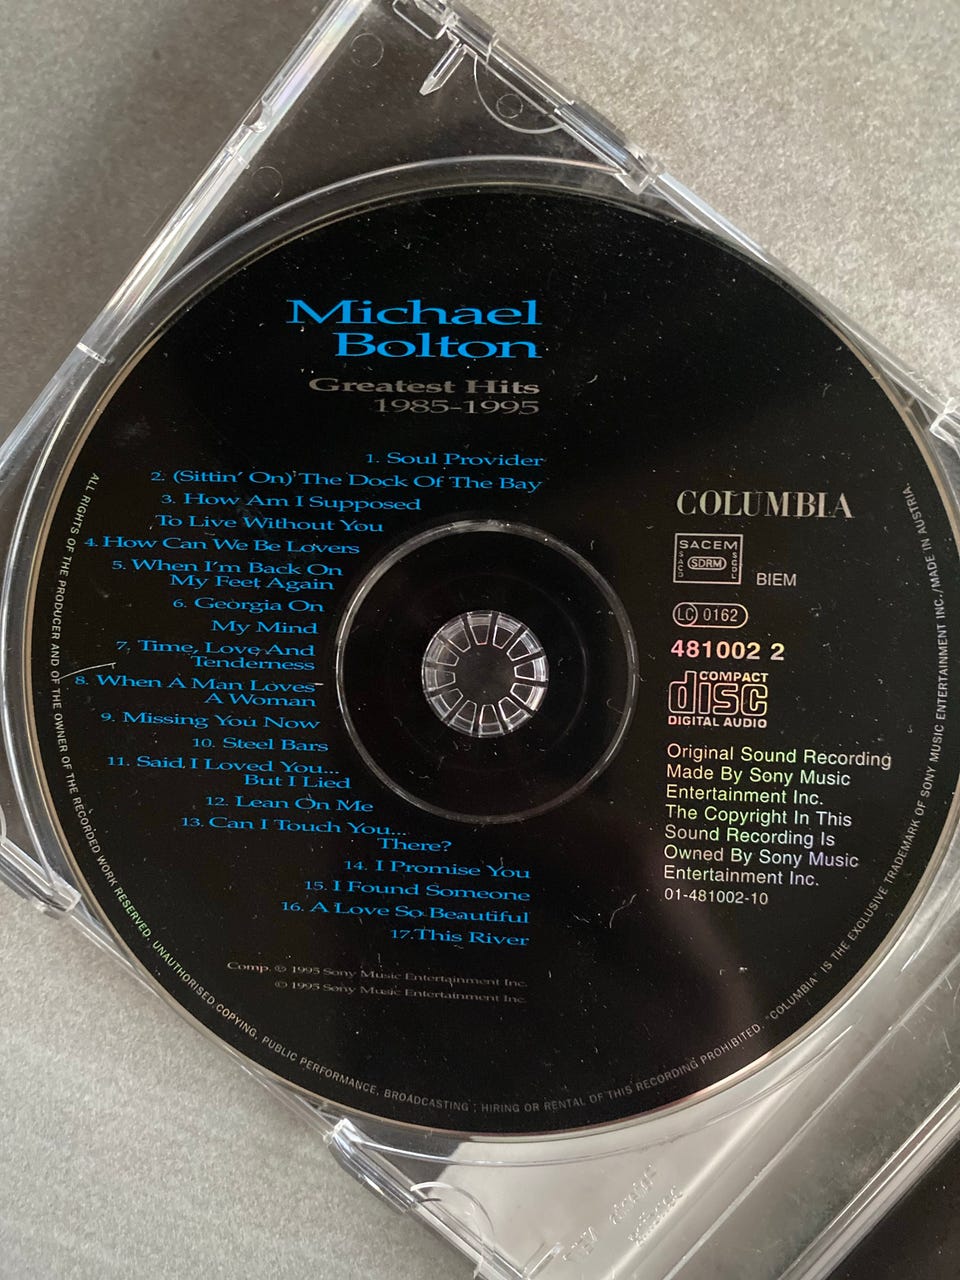 Michael
Bolton
Greatest Hits
1985-1995
1. Soul Provider
2. (Sittin' On) The Dock Of The Bay
3. How Am I Supposed
To Live Without You
4. How Can We Be Lovers
5. When I'm Back On
My Feet Again
6. Georgia On
My Mind
7. Time, Love And
Tenderness
8. When A Man Loves
A Woman
9. Missing You Now
10. Steel Bars
11. Said I Loved You...
But I Lied
12. Lean On Me
13. Can I Touch You...
There?
14. I Promise You
15. I Found Someone
16. A Love So Beautiful
17. This River
Comp. © 1995 Sony Music Entertainment Inc.
℗ 1995 Sony Music Entertainment Inc.
COLUMBIA
SACEM
SACD
SDRM
SGDL
BIEM
LC 0162
481002 2
COMPACT
disc
DIGITAL AUDIO
Original Sound Recording
Made By Sony Music
Entertainment Inc.
The Copyright In This
Sound Recording Is
Owned By Sony Music
Entertainment Inc.
01-481002-10
ALL RIGHTS OF THE PRODUCER AND OF THE OWNER OF THE RECORDED WORK RESERVED. UNAUTHORISED COPYING, PUBLIC PERFORMANCE, BROADCASTING, HIRING OR RENTAL OF THIS RECORDING PROHIBITED. "COLUMBIA" IS THE EXCLUSIVE TRADEMARK OF SONY MUSIC ENTERTAINMENT INC./MADE IN AUSTRIA.